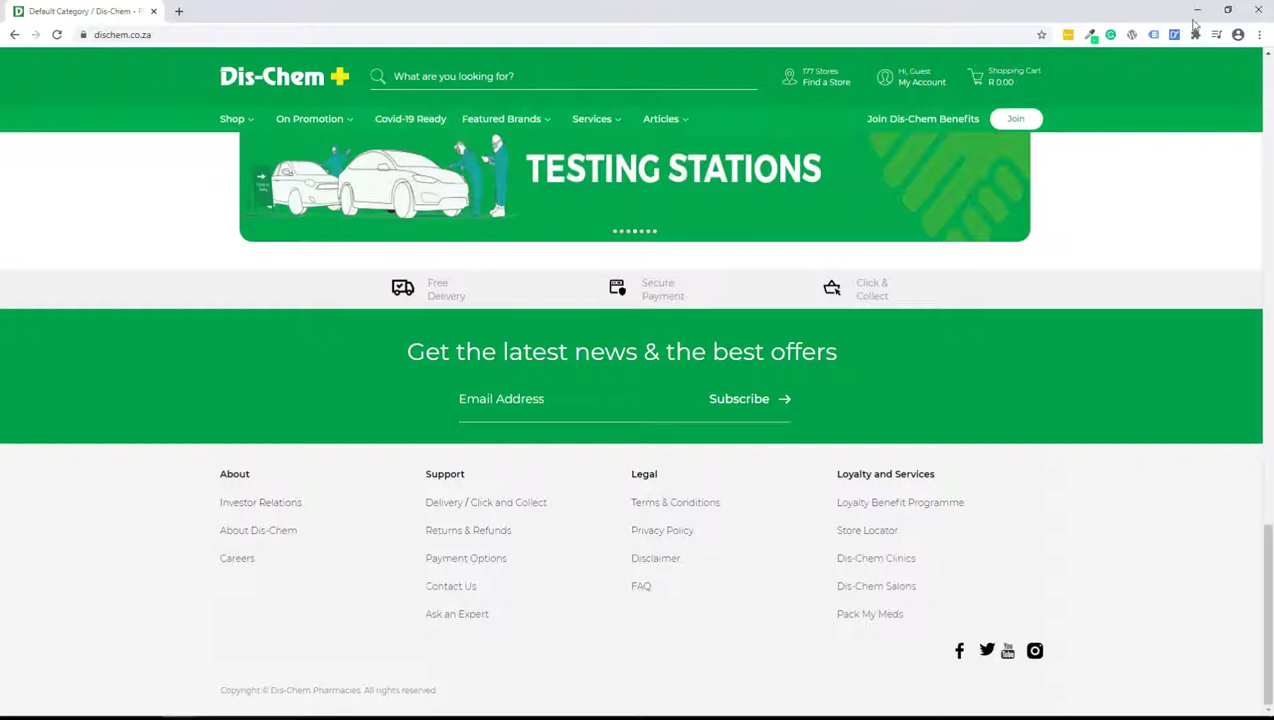 Default Category / Dis-Chem - P
dischem.co.za
Dis-Chem
What are you looking for?
177 Stores
Find a Store
Hi, Guest
My Account
Shopping Cart
R 0.00
Shop
On Promotion
Covid-19 Ready
Featured Brands
Services
Articles
Join Dis-Chem Benefits
Join
TESTING STATIONS
Free
Delivery
Secure
Payment
Click &
Collect
Get the latest news & the best offers
Email Address
Subscribe
About
Investor Relations
About Dis-Chem
Careers
Support
Delivery / Click and Collect
Returns & Refunds
Payment Options
Contact Us
Ask an Expert
Legal
Terms & Conditions
Privacy Policy
Disclaimer
FAQ
Loyalty and Services
Loyalty Benefit Programme
Store Locator
Dis-Chem Clinics
Dis-Chem Salons
Pack My Meds
You
Tube
Copyright © Dis-Chem Pharmacies. All rights reserved.